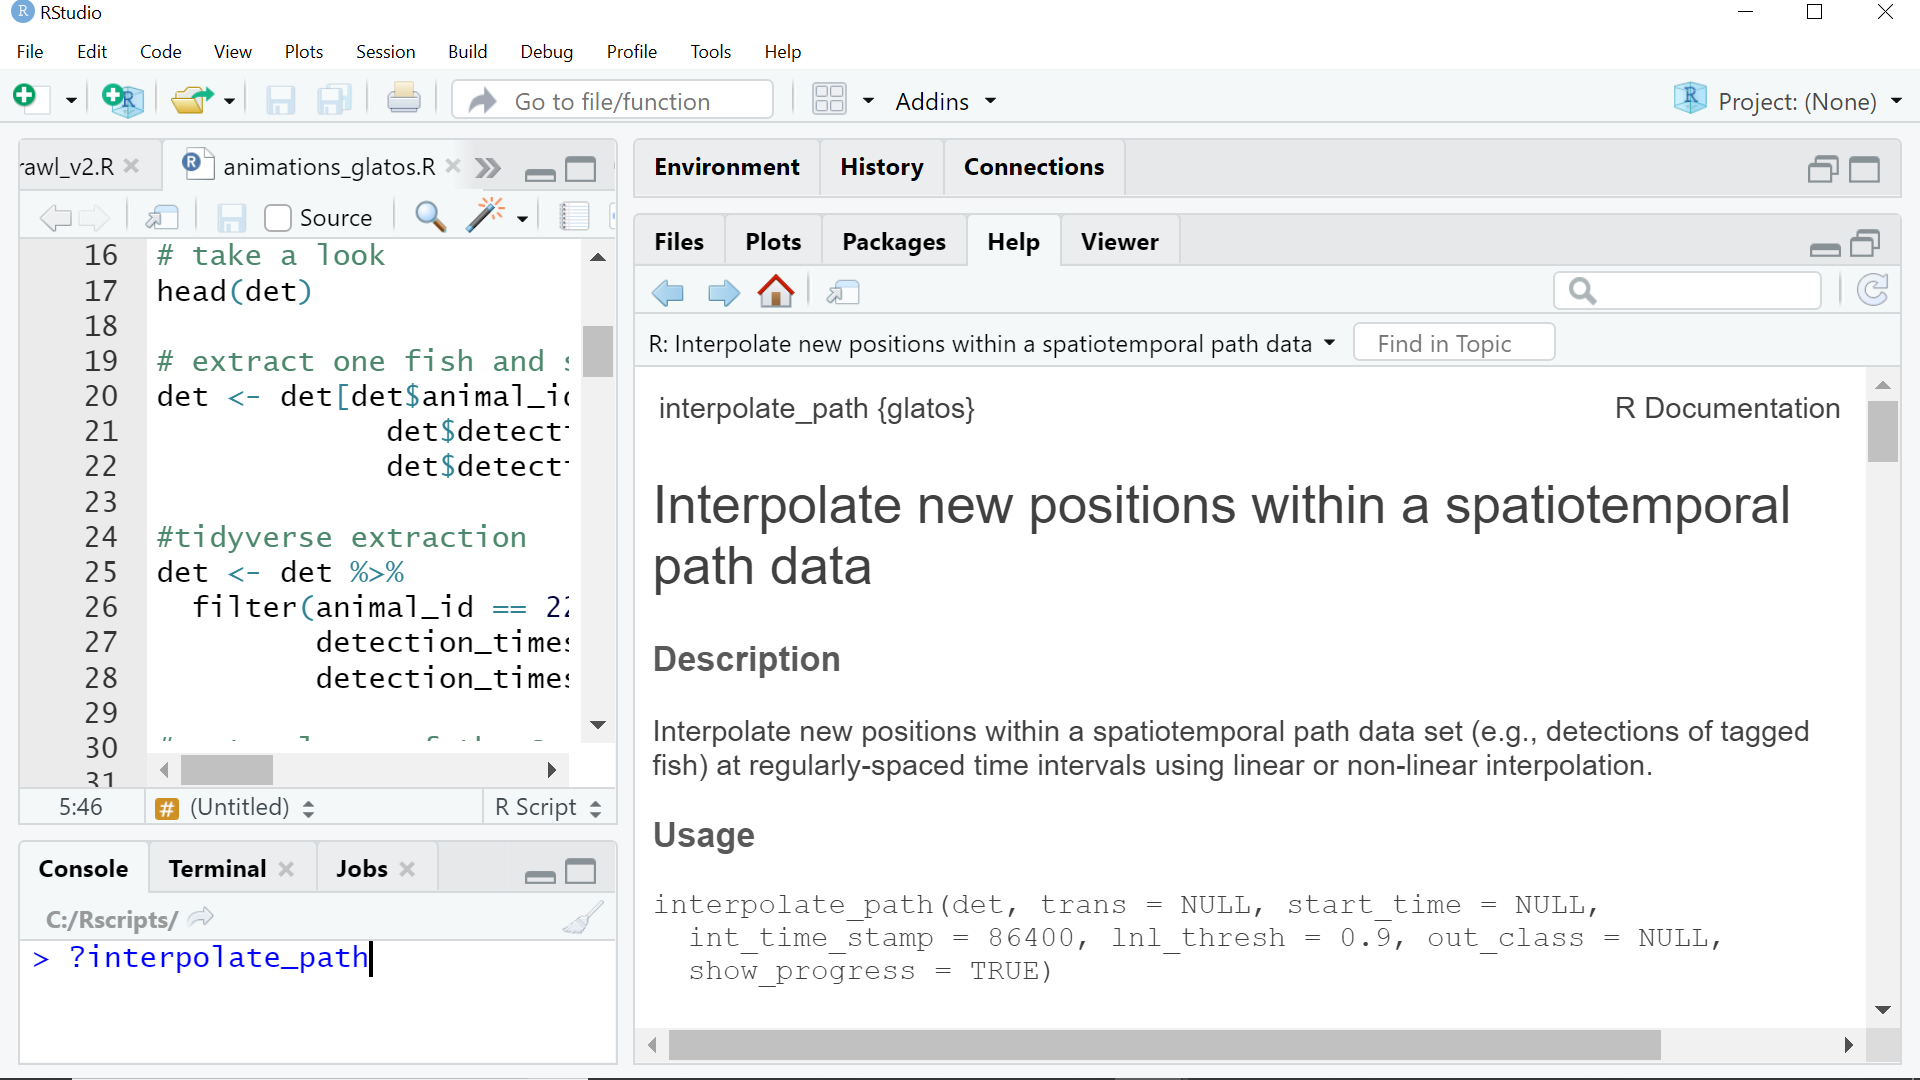 RStudio
File Edit Code View Plots Session Build Debug Profile Tools Help
Go to file/function Addins Project: (None)
rawl_v2.R animations_glatos.R
Source
16 # take a look
17 head(det)
18
19 # extract one fish and
20 det <- det[det$animal_id
21 det$detect
22 det$detect
23
24 #tidyverse extraction
25 det <- det %>%
26 filter(animal_id == 22
27 detection_times
28 detection_times
29
30
31
5:46 # (Untitled) R Script
Console Terminal Jobs
C:/Rscripts/
> ?interpolate_path
Environment History Connections
Files Plots Packages Help Viewer
R: Interpolate new positions within a spatiotemporal path data Find in Topic
interpolate_path {glatos} R Documentation
Interpolate new positions within a spatiotemporal
path data
Description
Interpolate new positions within a spatiotemporal path data set (e.g., detections of tagged
fish) at regularly-spaced time intervals using linear or non-linear interpolation.
Usage
interpolate_path(det, trans = NULL, start_time = NULL,
int_time_stamp = 86400, lnl_thresh = 0.9, out_class = NULL,
show_progress = TRUE)